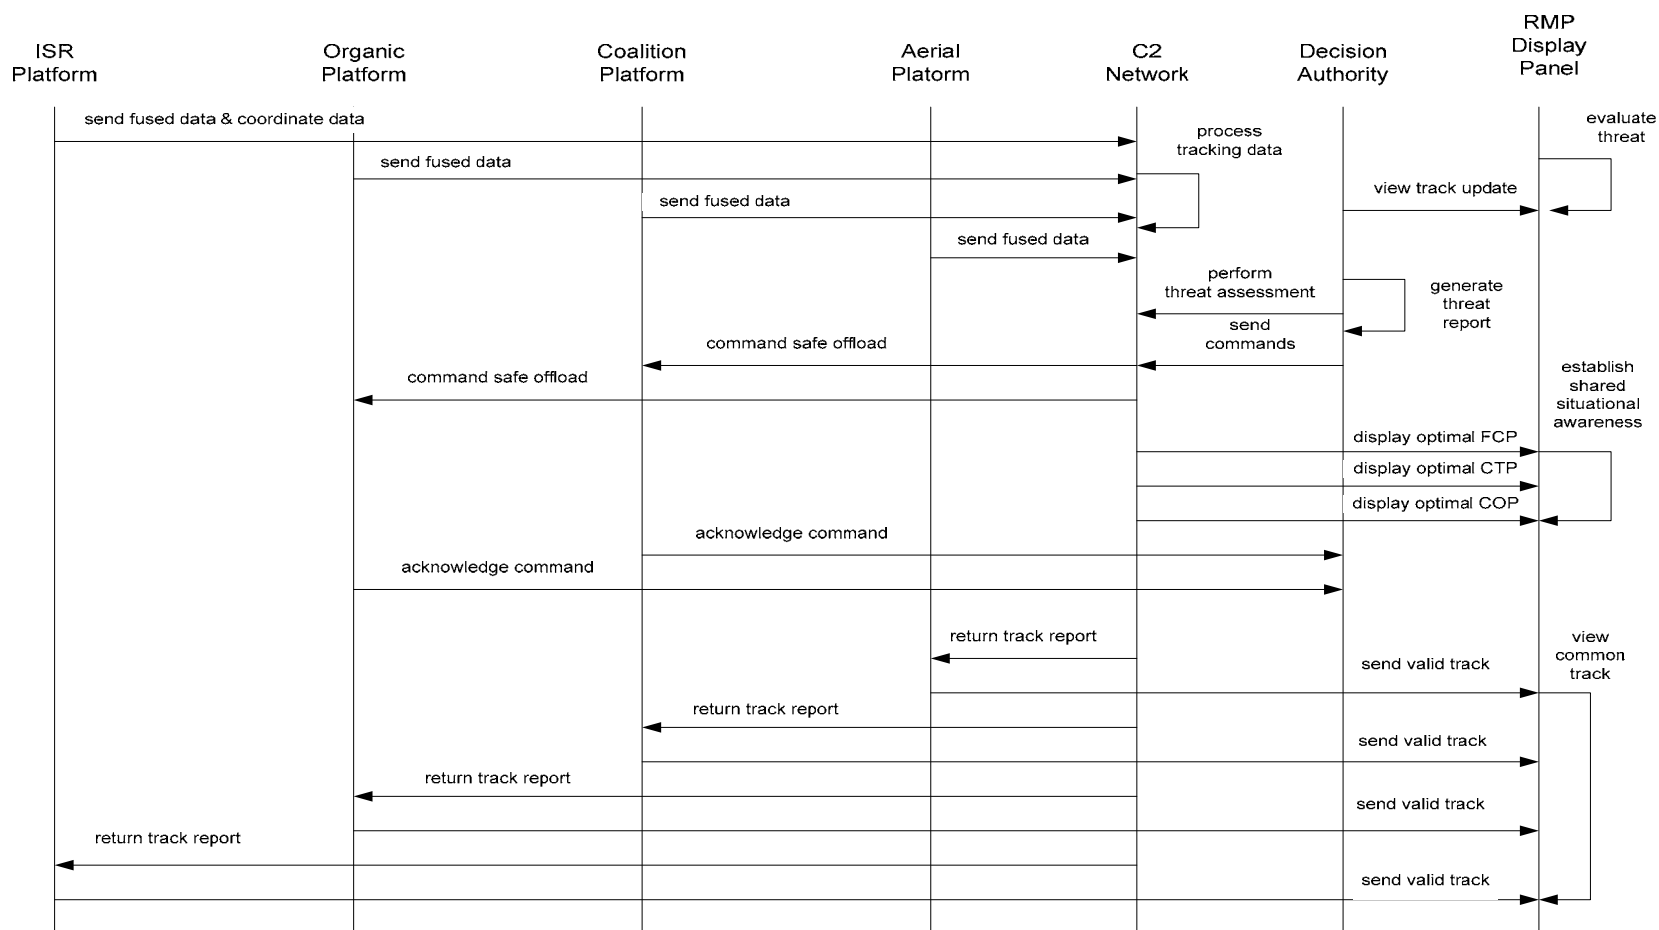 ISR
Platform
Organic
Platform
Coalition
Platform
Aerial
Platorm
C2
Network
Decision
Authority
RMP
Display
Panel
send fused data & coordinate data
process
tracking data
evaluate
threat
send fused data
view track update
send fused data
send fused data
perform
threat assessment
generate
threat
report
send
commands
command safe offload
command safe offload
establish
shared
situational
awareness
display optimal FCP
display optimal CTP
display optimal COP
acknowledge command
acknowledge command
return track report
view
common
track
send valid track
return track report
send valid track
return track report
send valid track
return track report
send valid track